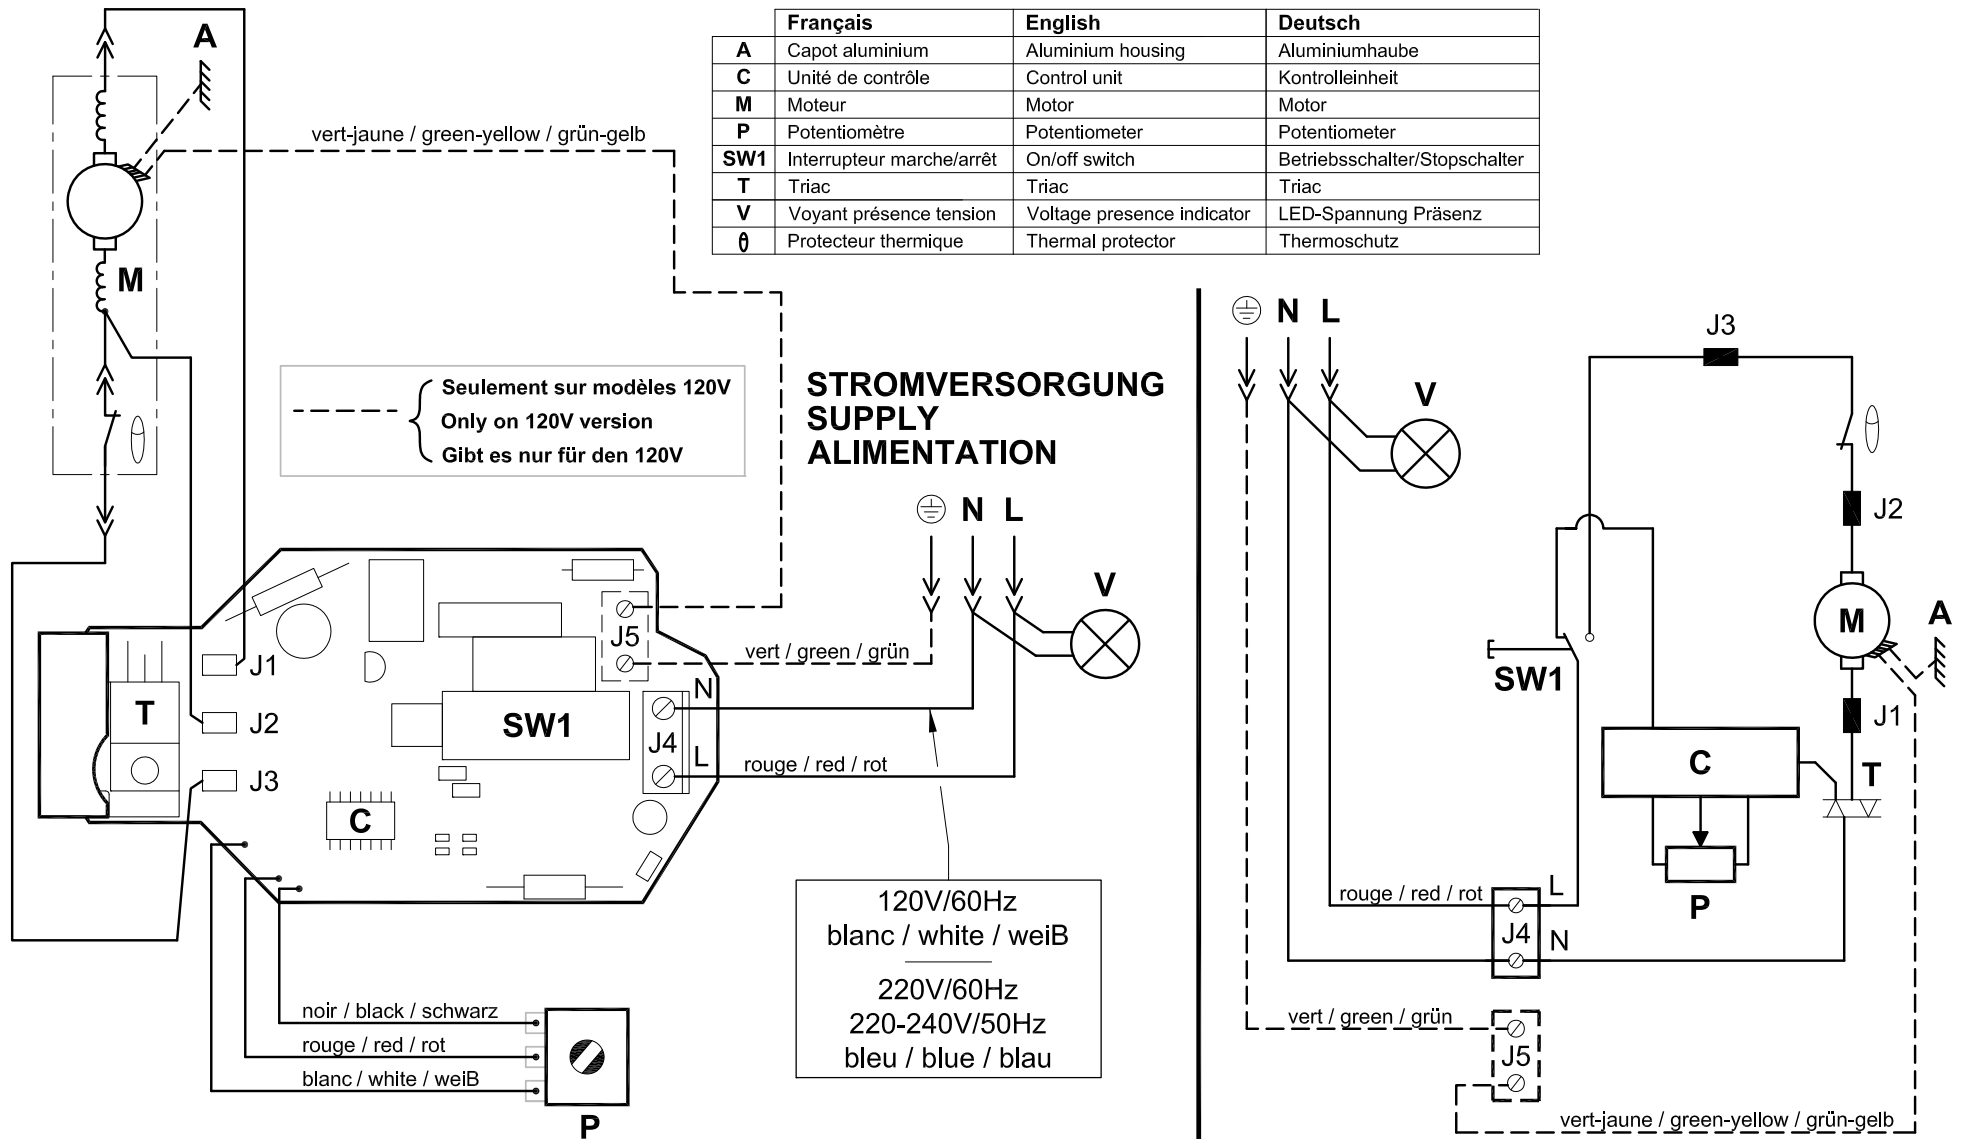 Français English Deutsch
A Capot aluminium Aluminium housing Aluminiumhaube
C Unité de contrôle Control unit Kontrolleinheit
M Moteur Motor Motor
P Potentiomètre Potentiometer Potentiometer
SW1 Interrupteur marche/arrêt On/off switch Betriebsschalter/Stopschalter
T Triac Triac Triac
V Voyant présence tension Voltage presence indicator LED-Spannung Präsenz
θ Protecteur thermique Thermal protector Thermoschutz
A
vert-jaune / green-yellow / grün-gelb
M
Seulement sur modèles 120V
Only on 120V version
Gibt es nur für den 120V
STROMVERSORGUNG
SUPPLY
ALIMENTATION
N L
V
J5
vert / green / grün
J1
T
J2
SW1
N
J4
L
rouge / red / rot
J3
C
120V/60Hz
blanc / white / weiB
220V/60Hz
220-240V/50Hz
bleu / blue / blau
noir / black / schwarz
rouge / red / rot
blanc / white / weiB
P
N L
J3
V
J2
M
A
SW1
J1
C
T
rouge / red / rot
L
P
J4
N
vert / green / grün
J5
vert-jaune / green-yellow / grün-gelb